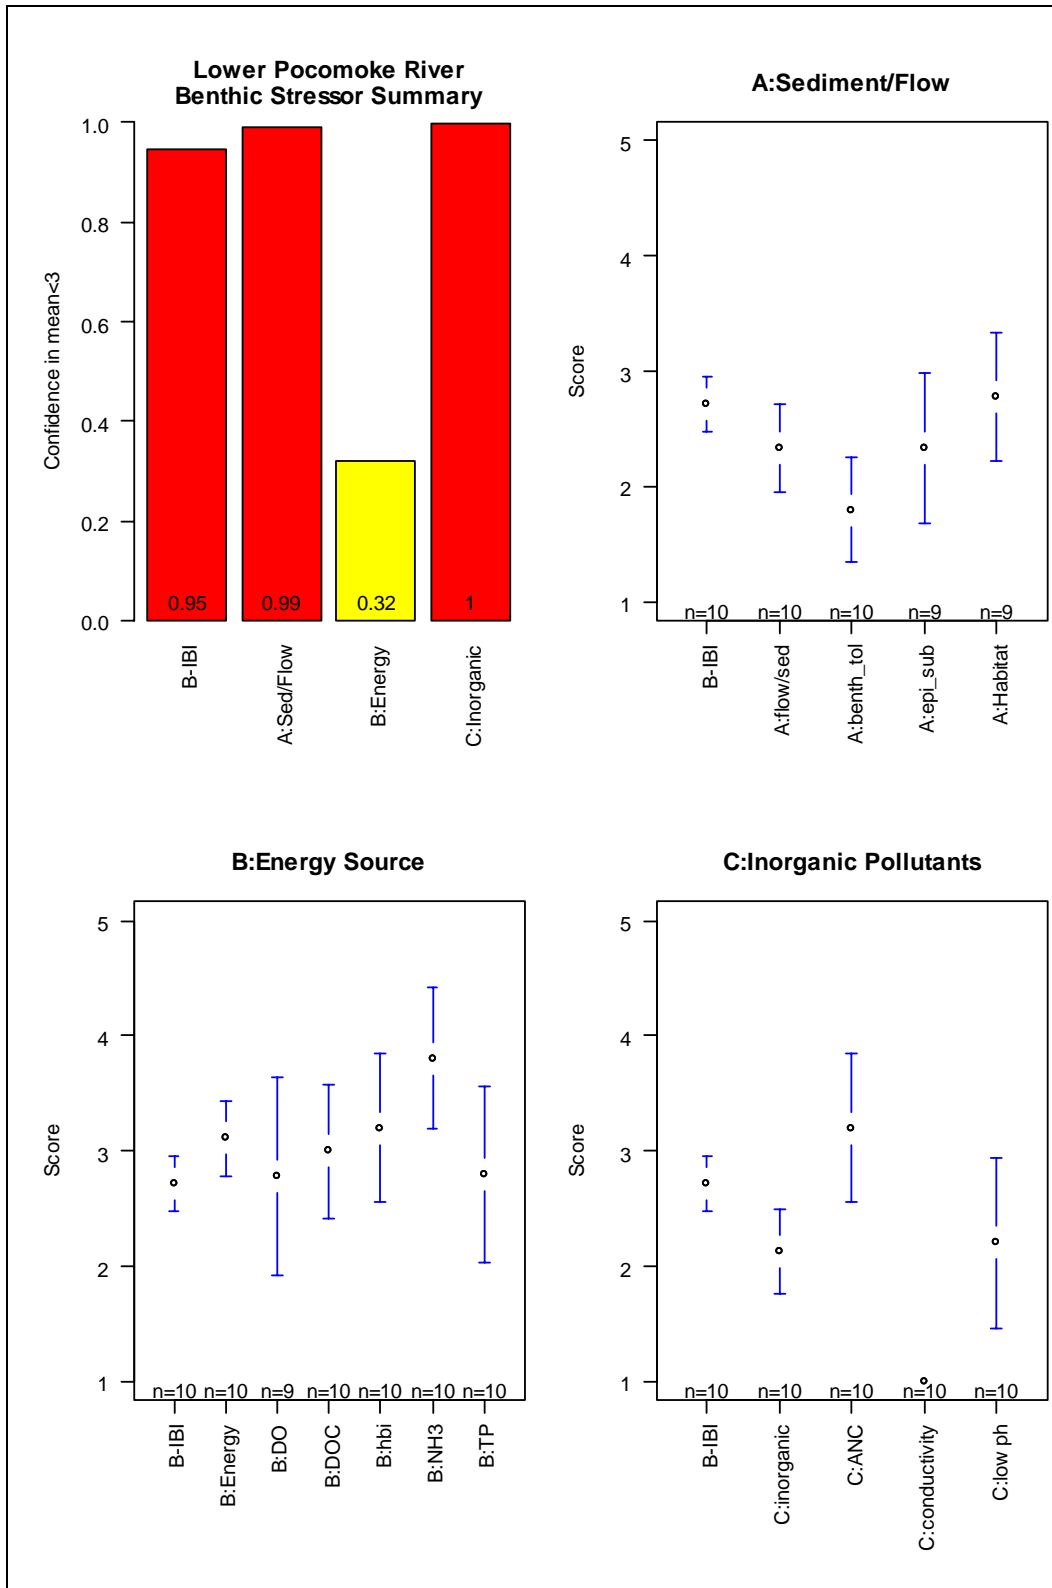 Lower Pocomoke River
Benthic Stressor Summary
Confidence in mean<3
1.0
0.8
0.6
0.4
0.2
0.0
0.95 0.99 0.32 1
B-IBI
A:Sed/Flow
B:Energy
C:Inorganic
A:Sediment/Flow
Score
5
4
3
2
1
n=10 n=10 n=10 n=9 n=9
B-IBI
A:flow/sed
A:benth_tol
A:epi_sub
A:Habitat
B:Energy Source
Score
5
4
3
2
1
n=10 n=10 n=9 n=10 n=10 n=10 n=10
B-IBI
B:Energy
B:DO
B:DOC
B:hbi
B:NH3
B:TP
C:Inorganic Pollutants
Score
5
4
3
2
1
n=10 n=10 n=10 n=10 n=10
B-IBI
C:inorganic
C:ANC
C:conductivity
C:low ph